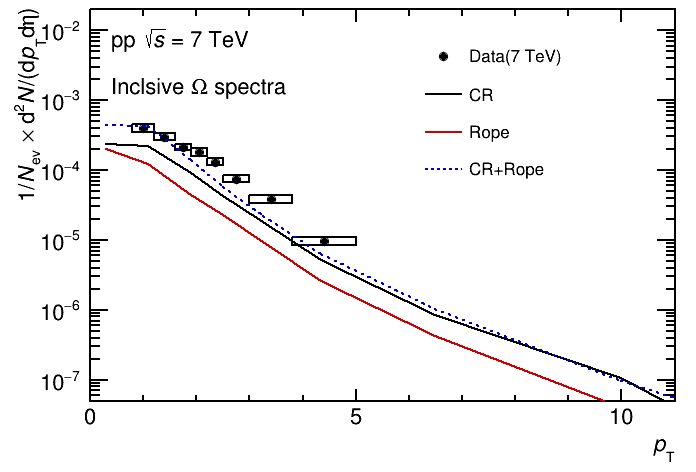 pp √s = 7 TeV
Inclsive Ω spectra
Data(7 TeV)
CR
Rope
CR+Rope
1/N_ev × d²N/(dp_T dη)
10⁻²
10⁻³
10⁻⁴
10⁻⁵
10⁻⁶
10⁻⁷
0 5 10
p_T